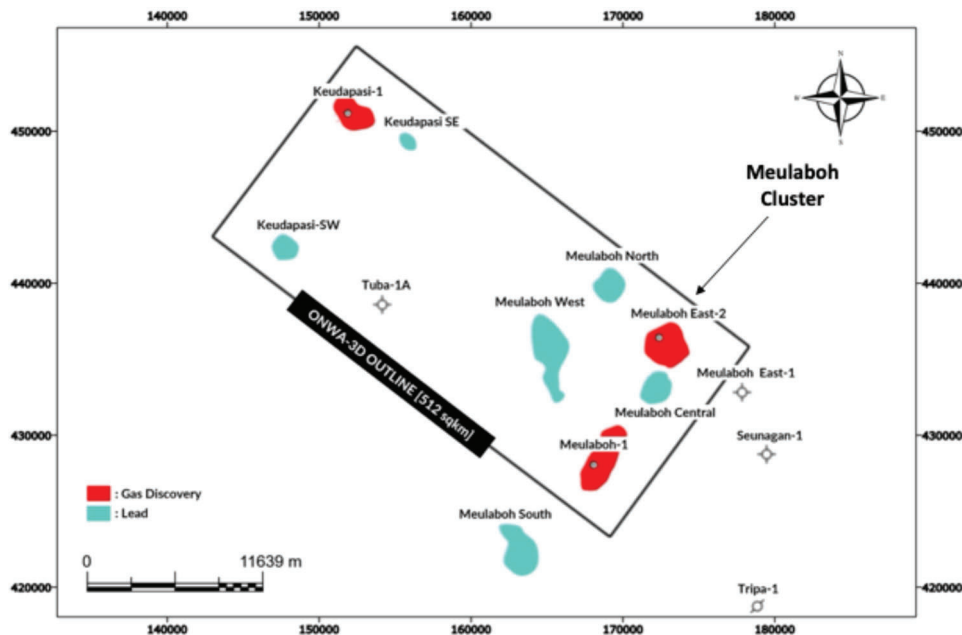 140000 150000 160000 170000 180000
N
W E
S
Keudapasi-1
450000 450000
Keudapasi SE
Meulaboh
Cluster
Keudapasi-SW
Meulaboh North
440000 440000
Tuba-1A
Meulaboh West
Meulaboh East-2
ONWA-3D OUTLINE [512 sqkm]
Meulaboh East-1
Meulaboh Central
430000 430000
Seunagan-1
Meulaboh-1
: Gas Discovery
: Lead
Meulaboh South
0 11639 m
420000 420000
Tripa-1
140000 150000 160000 170000 180000